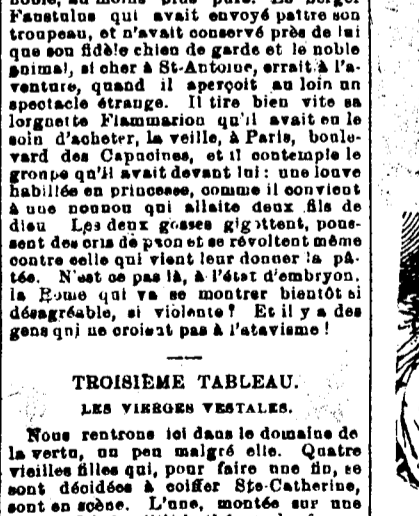 noble, au moins plus pure. Le berger
Faustulus qui avait envoyé paître son
troupeau, et n'avait conservé près de lui
que son fidèle chien de garde et le noble
animal, si cher à St-Antoine, errait à l'a-
venture, quand il aperçoit au loin un
spectacle étrange. Il tire bien vite sa
lorgnette Flammarion qu'il avait eu le
soin d'acheter, la veille, à Paris, boule-
vard des Capucines, et il contemple le
groupe qu'il avait devant lui : une louve
habillée en princesse, comme il convient
à une nounou qui allaite deux fils de
dieu Les deux gosses gigottent, pous-
sent des cris de paon et se révoltent même
contre celle qui vient leur donner la pâ-
tée. N'est ce pas là, à l'état d'embryon.
la Rome qui va se montrer bientôt si
désagréable, si violente ! Et il y a des
gens qui ne croient pas à l'atavisme !
TROISIÈME TABLEAU.
LES VIERGES VESTALES.
Nous rentrons ici dans le domaine de
la vertu, un peu malgré elle. Quatre
vieilles filles qui, pour faire une fin, se
sont décidées à coiffer Ste-Catherine,
sont en scène. L'une, montée sur une